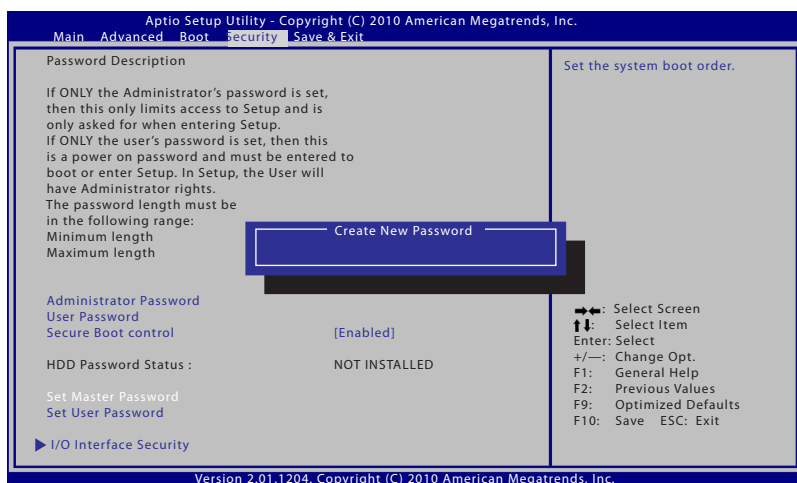 Aptio Setup Utility - Copyright (C) 2010 American Megatrends, Inc.
Main Advanced Boot Security Save & Exit
Password Description
If ONLY the Administrator's password is set,
then this only limits access to Setup and is
only asked for when entering Setup.
If ONLY the user's password is set, then this
is a power on password and must be entered to
boot or enter Setup. In Setup, the User will
have Administrator rights.
The password length must be
in the following range:
Minimum length
Maximum length
Create New Password
Administrator Password
User Password
Secure Boot control [Enabled]
HDD Password Status : NOT INSTALLED
Set Master Password
Set User Password
I/O Interface Security
Set the system boot order.
→←: Select Screen
↑↓: Select Item
Enter: Select
+/—: Change Opt.
F1: General Help
F2: Previous Values
F9: Optimized Defaults
F10: Save ESC: Exit
Version 2.01.1204. Copyright (C) 2010 American Megatrends, Inc.